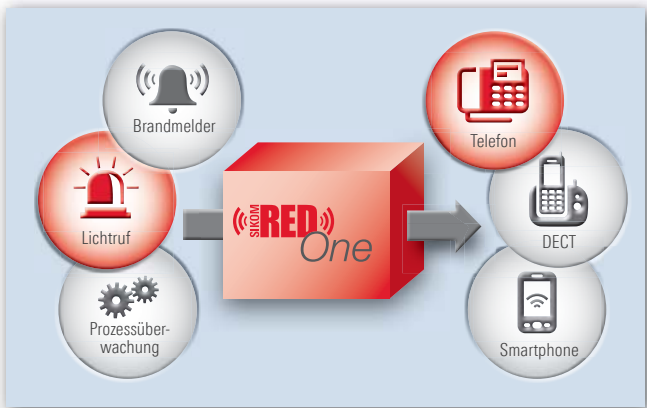 Brandmelder
Lichtruf
Prozessüber-
wachung
SIKOM RED
One
Telefon
DECT
Smartphone